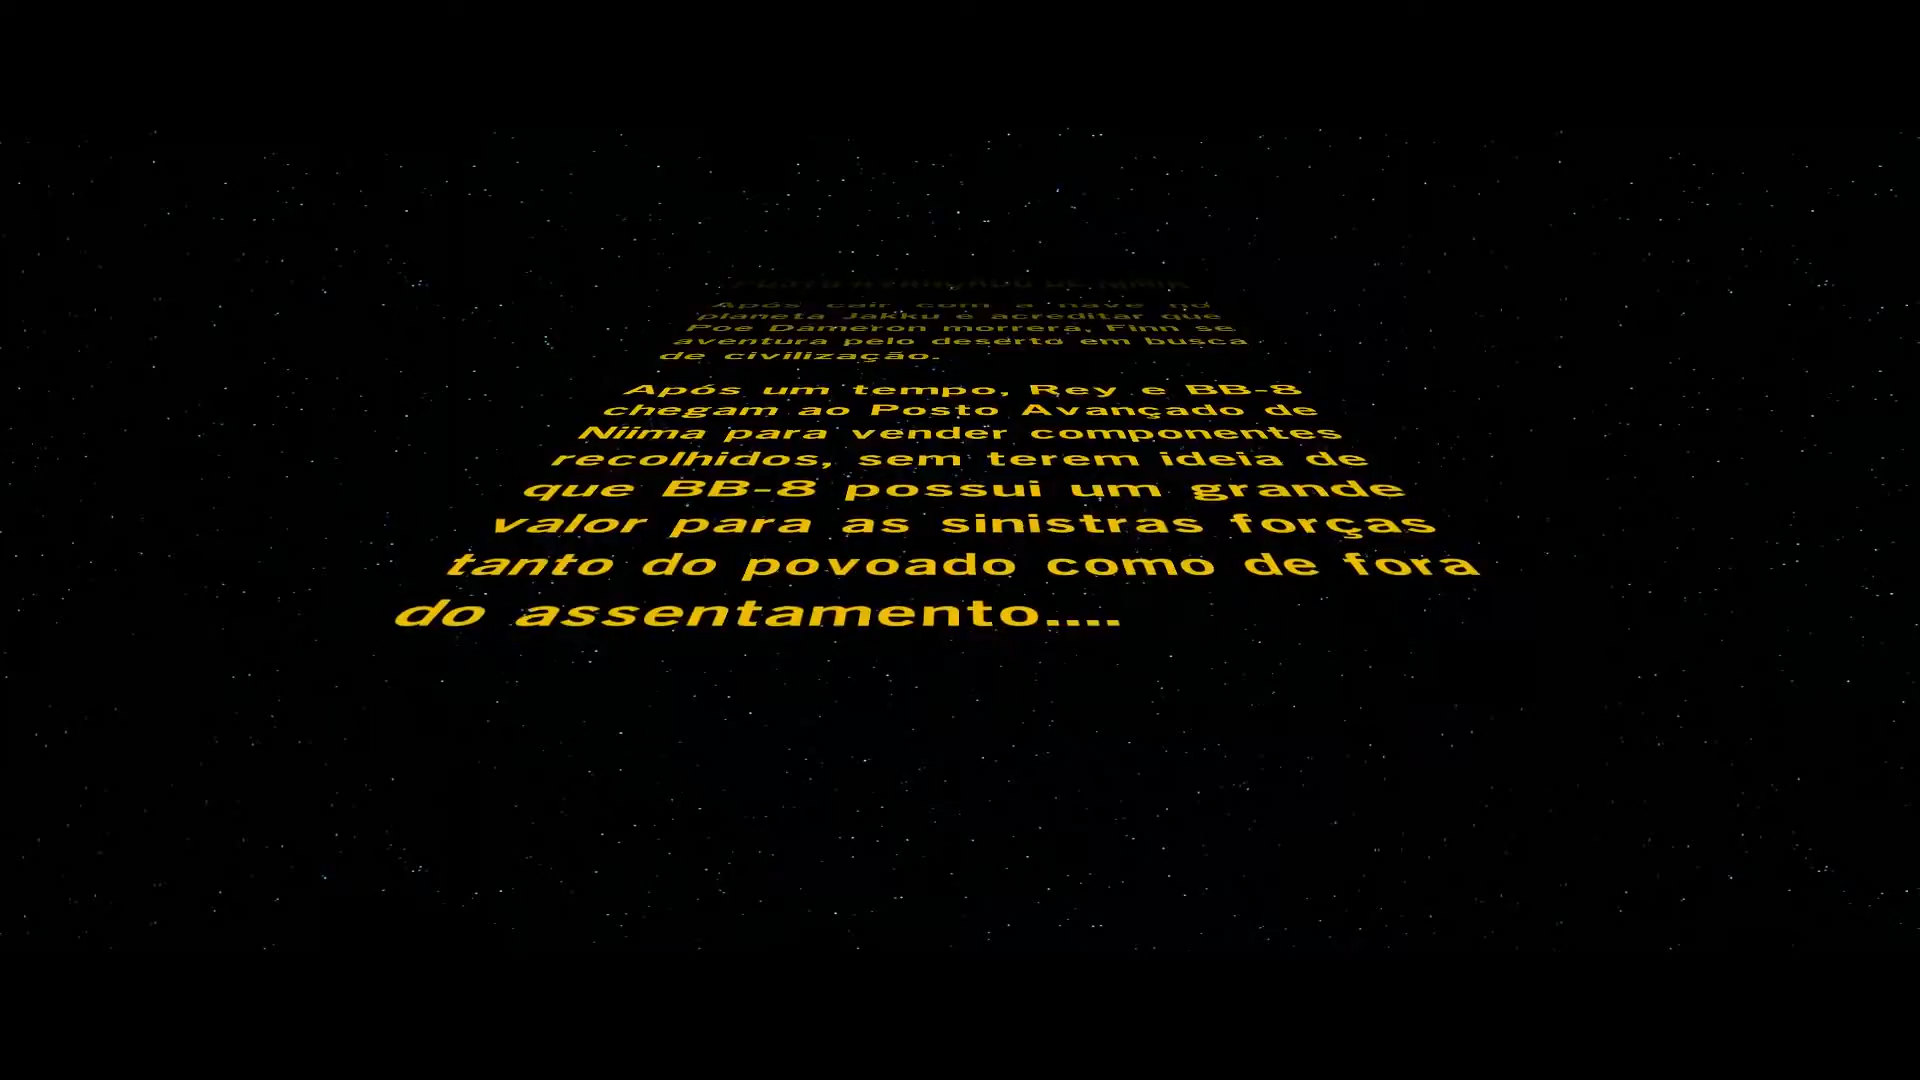 Após cair com a nave no
planeta Jakku e acreditar que
Poe Dameron morrera, Finn se
aventura pelo deserto em busca
de civilização.
Após um tempo, Rey e BB-8
chegam ao Posto Avançado de
Niima para vender componentes
recolhidos, sem terem ideia de
que BB-8 possui um grande
valor para as sinistras forças
tanto do povoado como de fora
do assentamento....